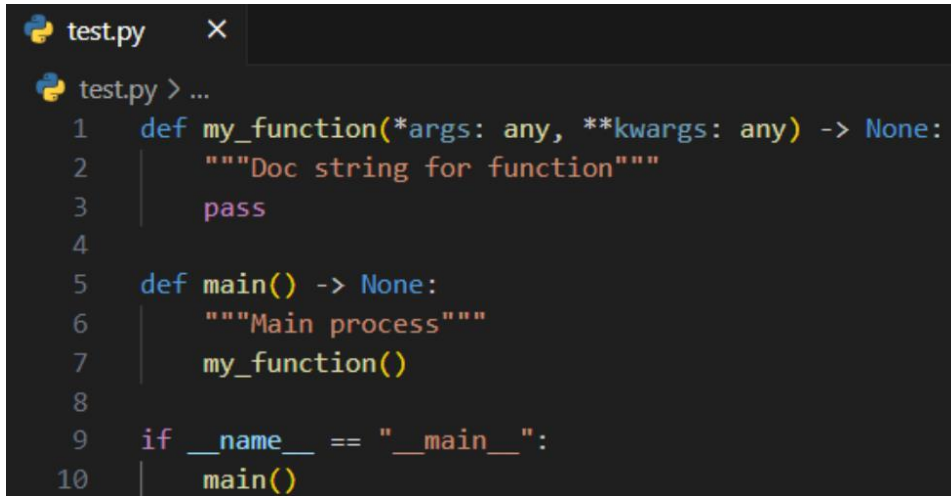 test.py ×
test.py > ...
1 def my_function(*args: any, **kwargs: any) -> None:
2     """Doc string for function"""
3     pass
4
5 def main() -> None:
6     """Main process"""
7     my_function()
8
9 if __name__ == "__main__":
10     main()